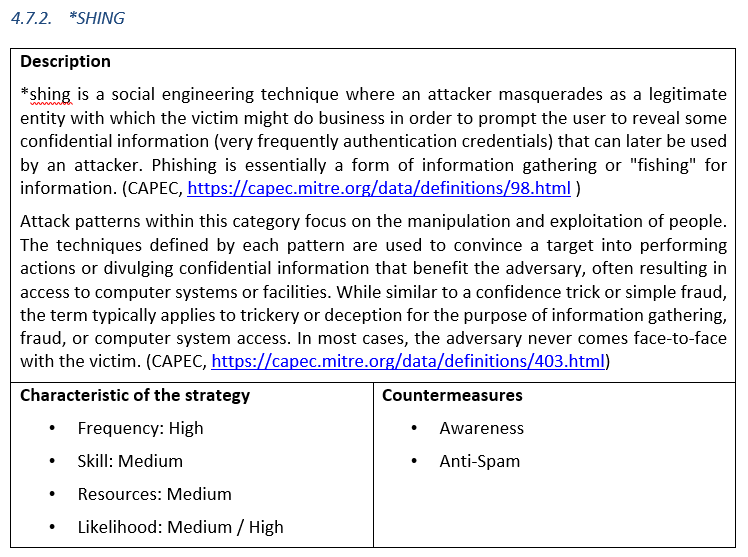 4.7.2. *SHING
Description
*shing is a social engineering technique where an attacker masquerades as a legitimate
entity with which the victim might do business in order to prompt the user to reveal some
confidential information (very frequently authentication credentials) that can later be used
by an attacker. Phishing is essentially a form of information gathering or "fishing" for
information. (CAPEC, https://capec.mitre.org/data/definitions/98.html )
Attack patterns within this category focus on the manipulation and exploitation of people.
The techniques defined by each pattern are used to convince a target into performing
actions or divulging confidential information that benefit the adversary, often resulting in
access to computer systems or facilities. While similar to a confidence trick or simple fraud,
the term typically applies to trickery or deception for the purpose of information gathering,
fraud, or computer system access. In most cases, the adversary never comes face-to-face
with the victim. (CAPEC, https://capec.mitre.org/data/definitions/403.html)
Characteristic of the strategy
• Frequency: High
• Skill: Medium
• Resources: Medium
• Likelihood: Medium / High
Countermeasures
• Awareness
• Anti-Spam